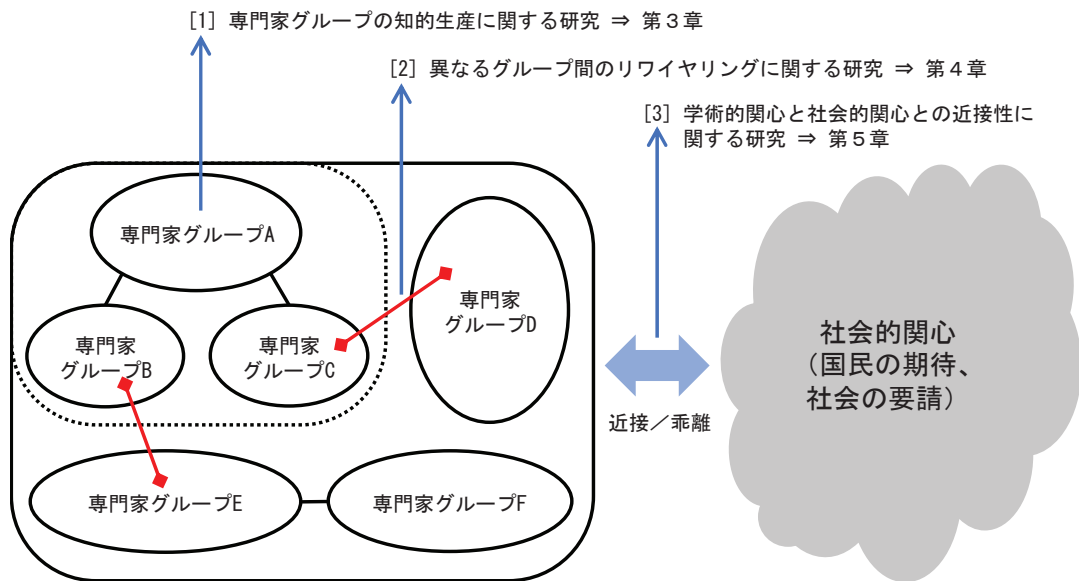 [1] 専門家グループの知的生産に関する研究 ⇒ 第３章
[2] 異なるグループ間のリワイヤリングに関する研究 ⇒ 第４章
[3] 学術的関心と社会的関心との近接性に
関する研究 ⇒ 第５章
専門家グループA
専門家
グループB
専門家
グループC
専門家
グループD
専門家グループE
専門家グループF
近接／乖離
社会的関心
（国民の期待、
社会の要請）